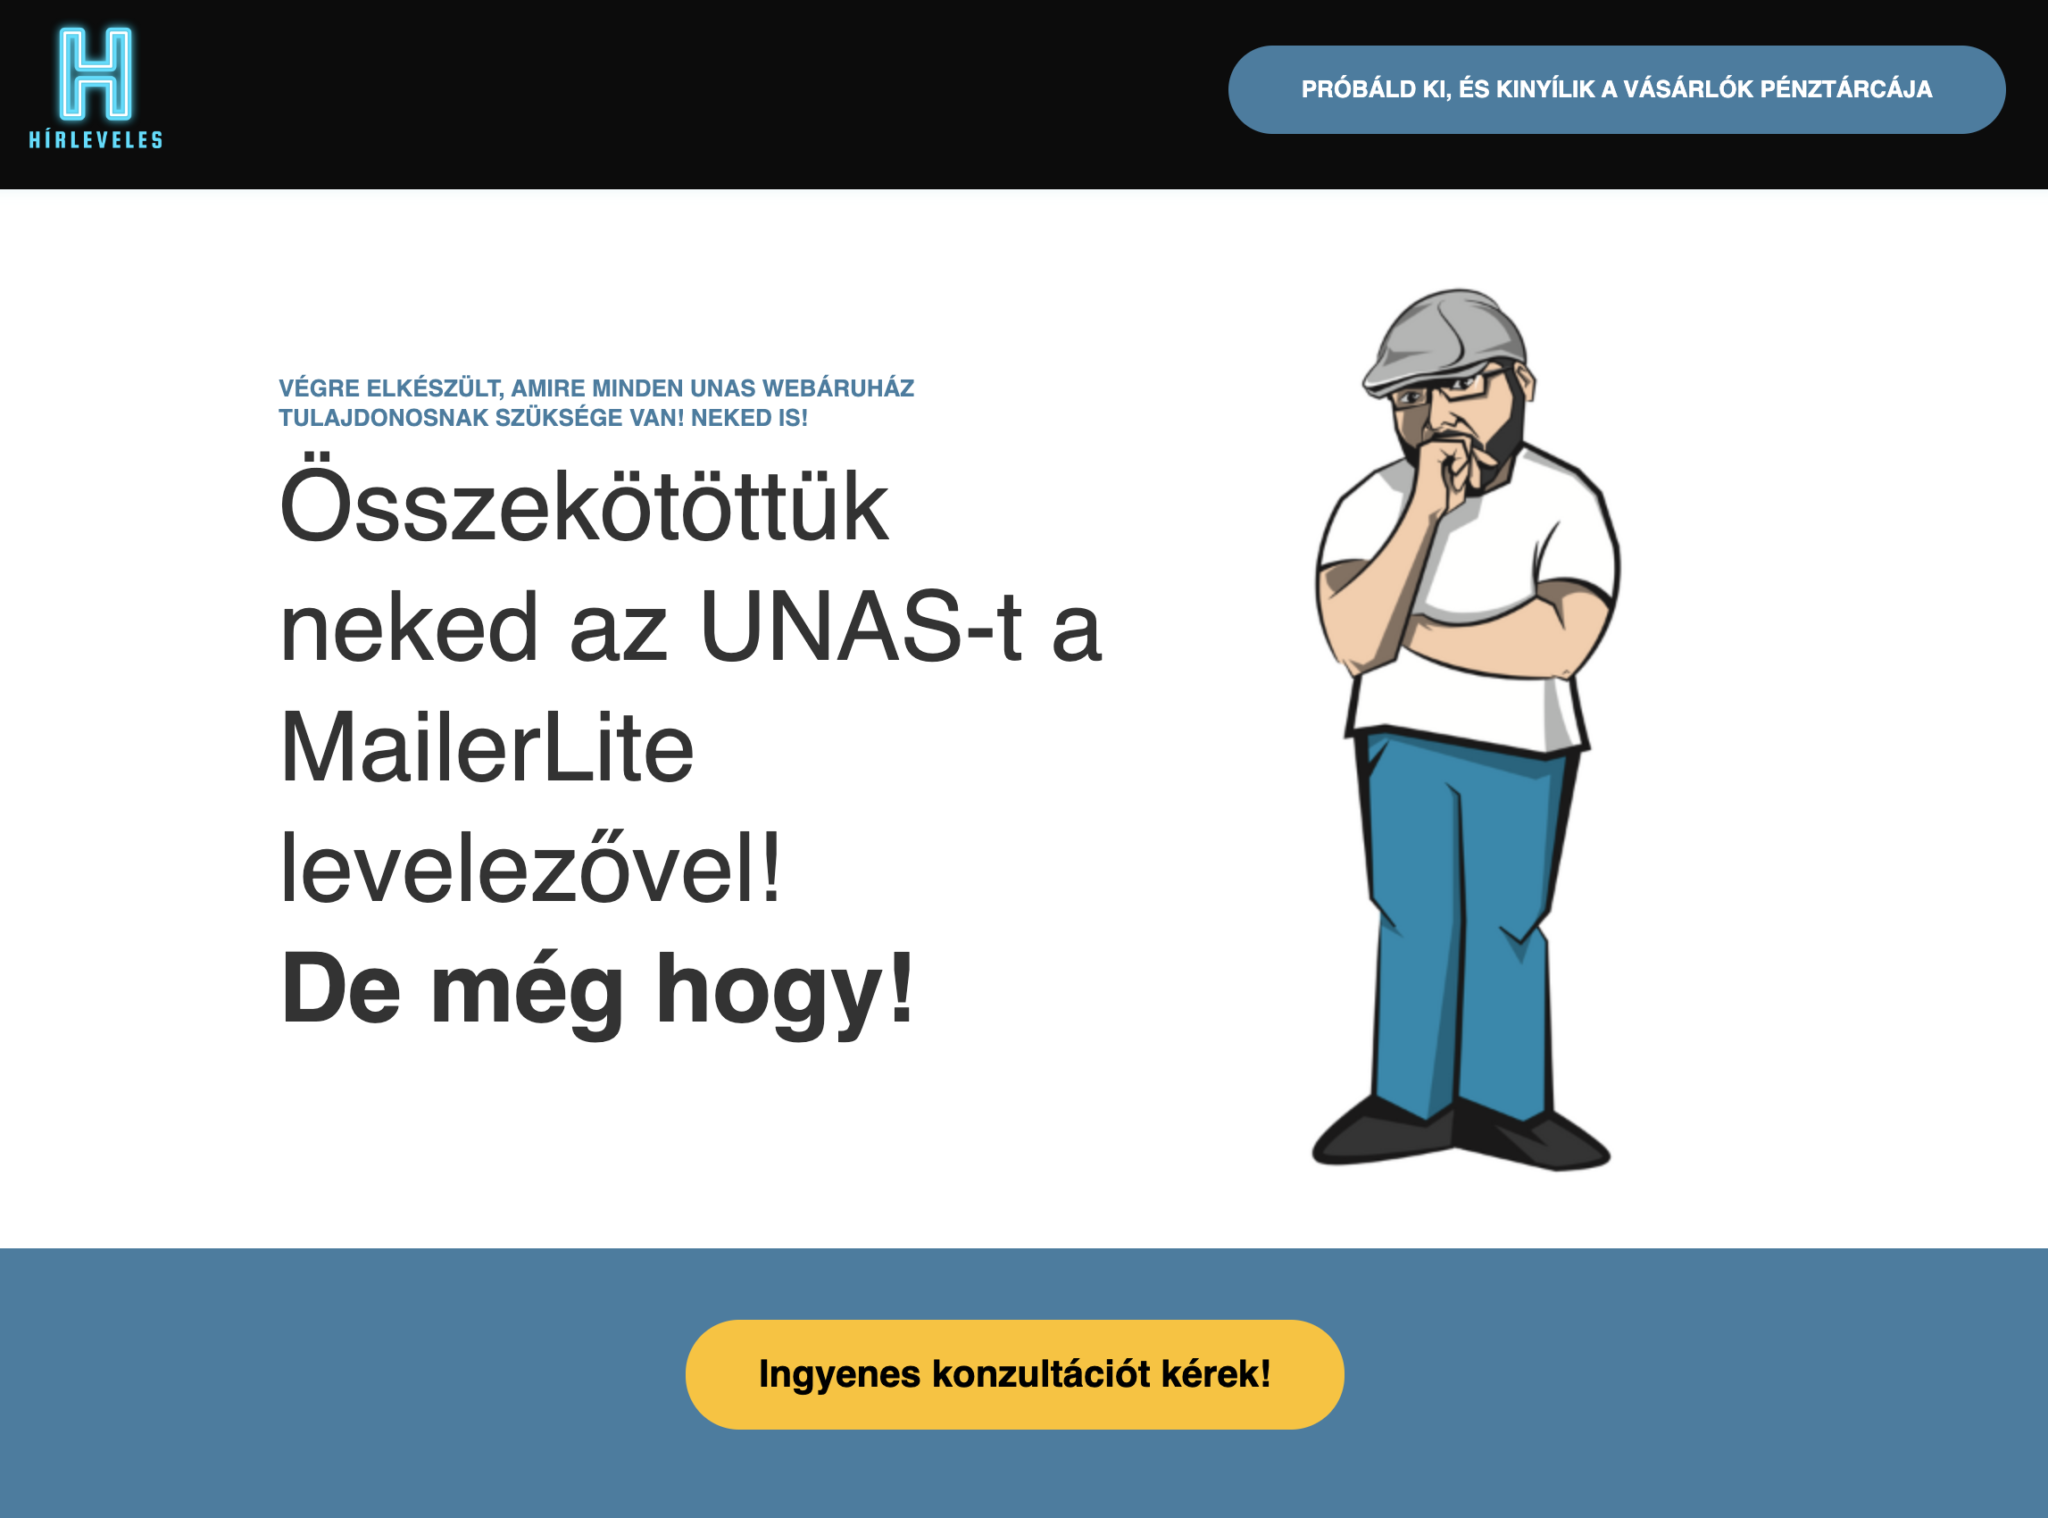 HÍRLEVELES
PRÓBÁLD KI, ÉS KINYÍLIK A VÁSÁRLÓK PÉNZTÁRCÁJA
VÉGRE ELKÉSZÜLT, AMIRE MINDEN UNAS WEBÁRUHÁZ
TULAJDONOSNAK SZÜKSÉGE VAN! NEKED IS!
Összekötöttük
neked az UNAS-t a
MailerLite
levelezővel!
De még hogy!
Ingyenes konzultációt kérek!